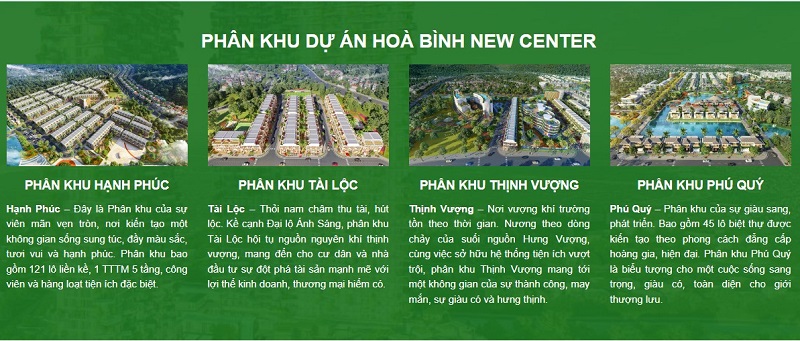 PHÂN KHU DỰ ÁN HOÀ BÌNH NEW CENTER
PHÂN KHU HẠNH PHÚC
Hạnh Phúc – Đây là Phân khu của sự
viên mãn vẹn tròn, nơi kiến tạo một
không gian sống sung túc, đầy màu sắc,
tươi vui và hạnh phúc. Phân khu bao
gồm 121 lô liền kề, 1 TTTM 5 tầng, công
viên và hàng loạt tiện ích đặc biệt.
PHÂN KHU TÀI LỘC
Tài Lộc – Thỏi nam châm thu tài, hút
lộc. Kề cạnh Đại lộ Ánh Sáng, phân khu
Tài Lộc hội tụ nguồn nguyên khí thịnh
vượng, mang đến cho cư dân và nhà
đầu tư sự đột phá tài sản mạnh mẽ với
lợi thế kinh doanh, thương mại hiếm có.
PHÂN KHU THỊNH VƯỢNG
Thịnh Vượng – Nơi vượng khí trường
tồn theo thời gian. Nương theo dòng
chảy của suối nguồn Hưng Vượng,
cùng việc sở hữu hệ thống tiện ích vượt
trội, phân khu Thịnh Vượng mang tới
một không gian của sự thành công, may
mắn, sự giàu có và hưng thịnh.
PHÂN KHU PHÚ QUÝ
Phú Quý – Phân khu của sự giàu sang,
phát triển. Bao gồm 45 lô biệt thự được
kiến tạo theo phong cách đẳng cấp
hoàng gia, hiện đại. Phân khu Phú Quý
là biểu tượng cho một cuộc sống sang
trọng, giàu có, toàn diện cho giới
thượng lưu.